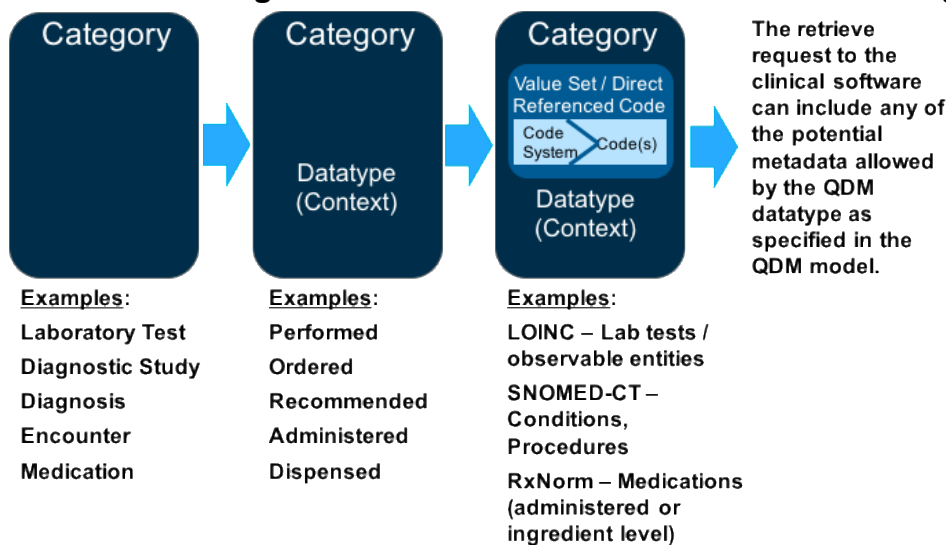 Category
Examples:
Laboratory Test
Diagnostic Study
Diagnosis
Encounter
Medication
Category
Datatype
(Context)
Examples:
Performed
Ordered
Recommended
Administered
Dispensed
Category
Value Set / Direct
Referenced Code
Code
System
Code(s)
Datatype
(Context)
Examples:
LOINC – Lab tests /
observable entities
SNOMED-CT –
Conditions,
Procedures
RxNorm – Medications
(administered or
ingredient level)
The retrieve
request to the
clinical software
can include any of
the potential
metadata allowed
by the QDM
datatype as
specified in the
QDM model.